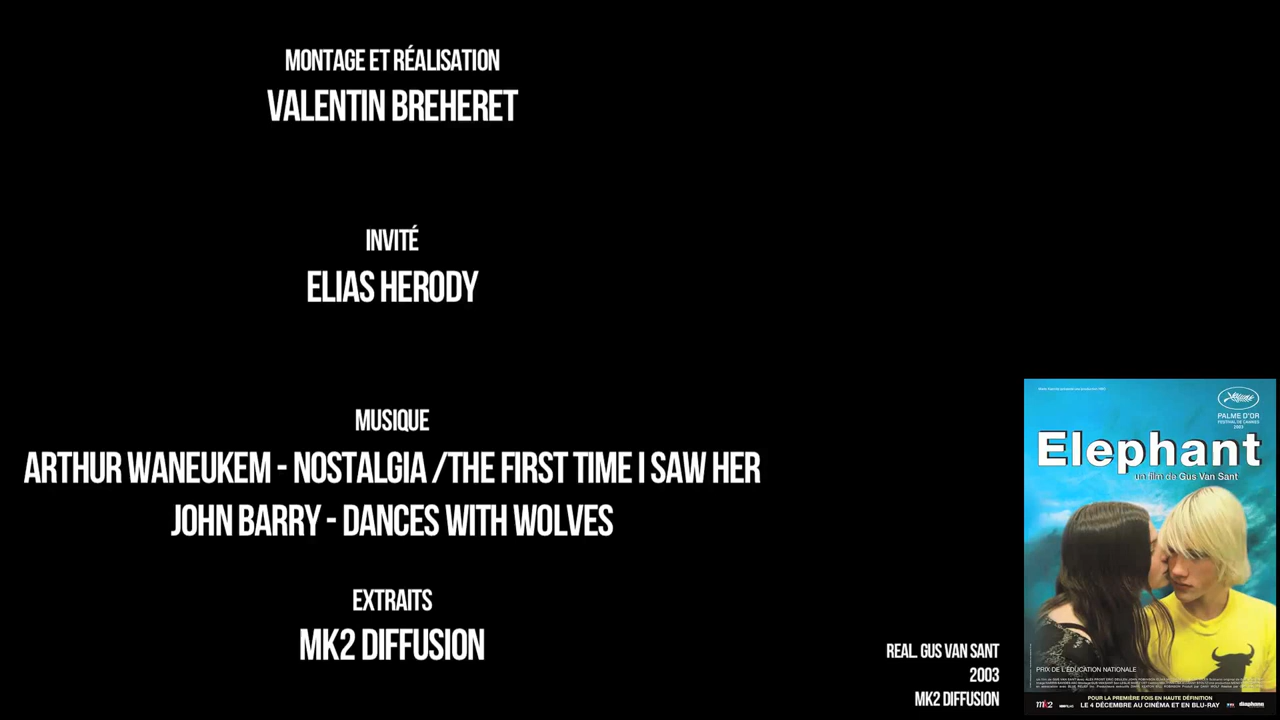 MONTAGE ET RÉALISATION
VALENTIN BREHERET
INVITÉ
ELIAS HERODY
MUSIQUE
ARTHUR WANEUKEM - NOSTALGIA /THE FIRST TIME I SAW HER
JOHN BARRY - DANCES WITH WOLVES
EXTRAITS
MK2 DIFFUSION
REAL. GUS VAN SANT
2003
MK2 DIFFUSION
PALME D'OR
FESTIVAL DE CANNES
2003
Elephant
un film de Gus Van Sant
PRIX DE L'ÉDUCATION NATIONALE
POUR LA PREMIÈRE FOIS EN HAUTE DÉFINITION
mk2
LE 4 DÉCEMBRE AU CINÉMA ET EN BLU-RAY
diaphana